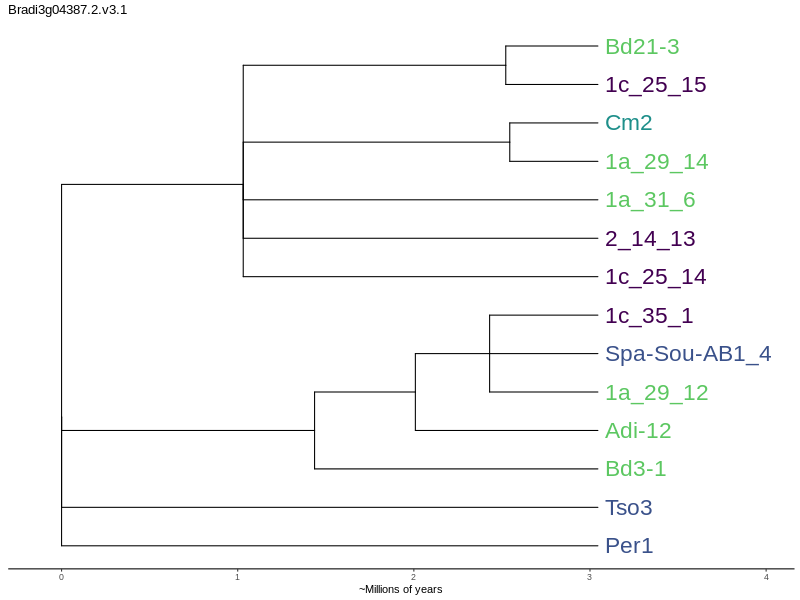 Bradi3g04387.2.v3.1
Bd21-3
1c_25_15
Cm2
1a_29_14
1a_31_6
2_14_13
1c_25_14
1c_35_1
Spa-Sou-AB1_4
1a_29_12
Adi-12
Bd3-1
Tso3
Per1
0 1 2 3 4
~Millions of years